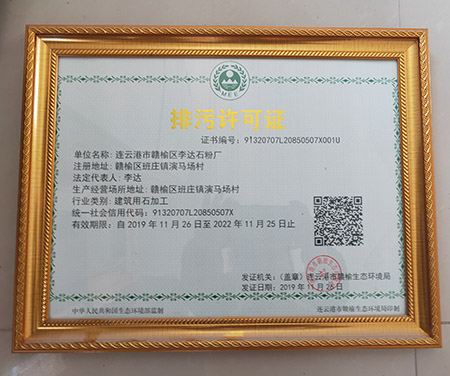 MEE
排污许可证
证书编号：91320707L20850507X001U
单位名称：连云港市赣榆区李达石粉厂
注册地址：赣榆区班庄镇演马场村
法定代表人：李达
生产经营场所地址：赣榆区班庄镇演马场村
行业类别：建筑用石加工
统一社会信用代码：91320707L20850507X
有效期限：自 2019 年 11 月 26 日至 2022 年 11 月 25 日止
发证机关：（盖章）连云港市赣榆生态环境局
发证日期：2019 年 11 月 26 日
中华人民共和国生态环境部监制
连云港市赣榆生态环境局印制